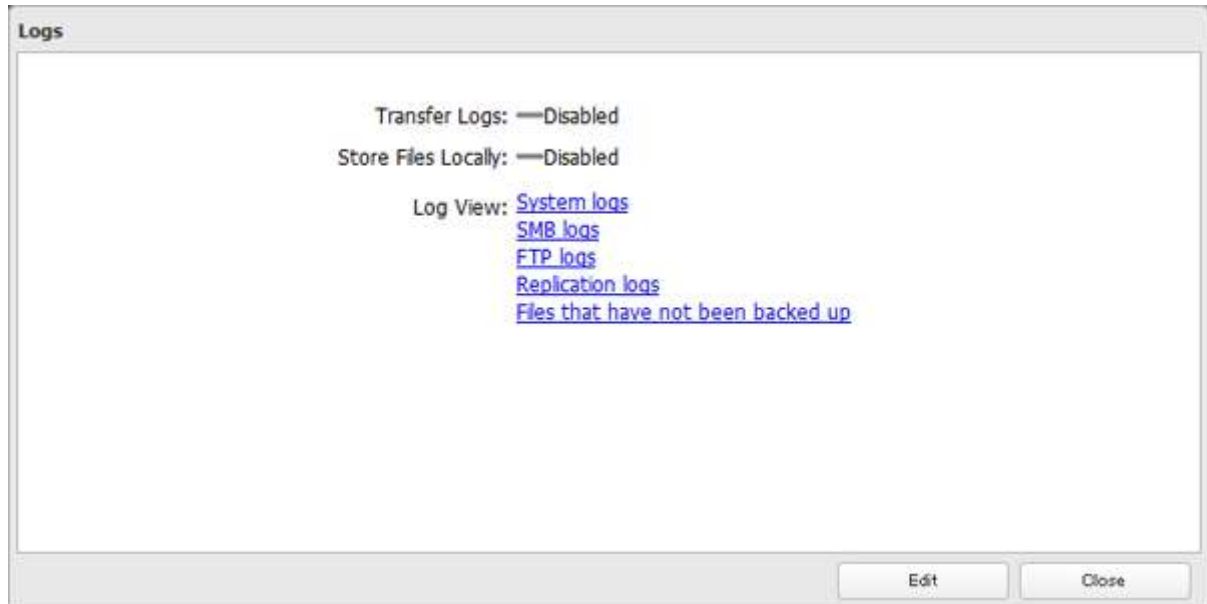 Logs
Transfer Logs: Disabled
Store Files Locally: Disabled
Log View: System logs
SMB logs
FTP logs
Replication logs
Files that have not been backed up
Edit Close